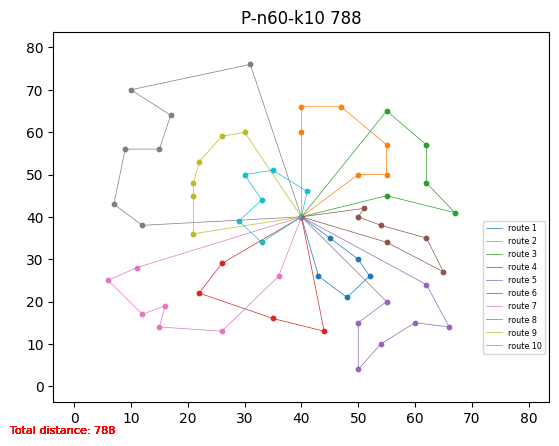 P-n60-k10 788
80
70
60
50
40
30
20
10
0
0 10 20 30 40 50 60 70 80
route 1
route 2
route 3
route 4
route 5
route 6
route 7
route 8
route 9
route 10
Total distance: 788